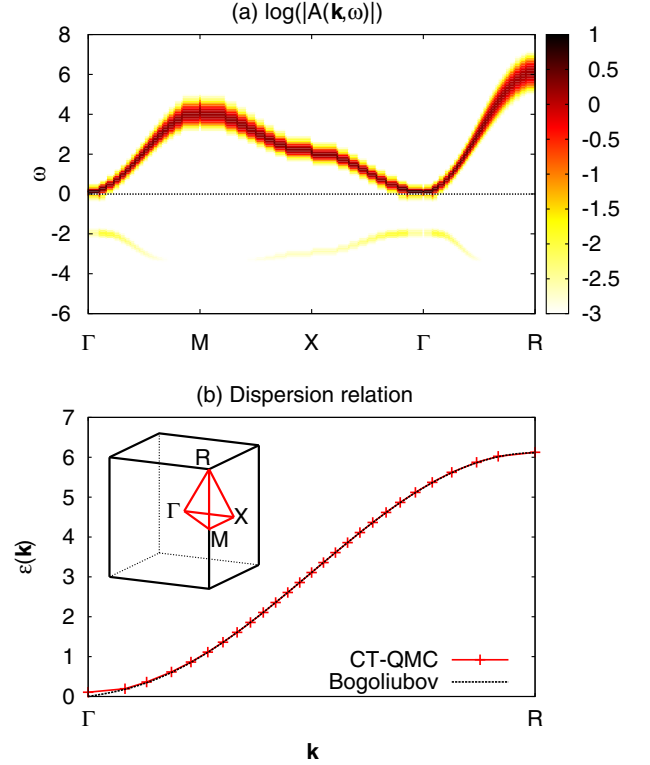 (a) log(|A(k,ω)|)
8
6
4
2
0
-2
-4
-6
ω
Γ
M
X
Γ
R
1
0.5
0
-0.5
-1
-1.5
-2
-2.5
-3
(b) Dispersion relation
7
6
5
4
3
2
1
0
ε(k)
R
Γ
X
M
CT-QMC
Bogoliubov
Γ
R
k